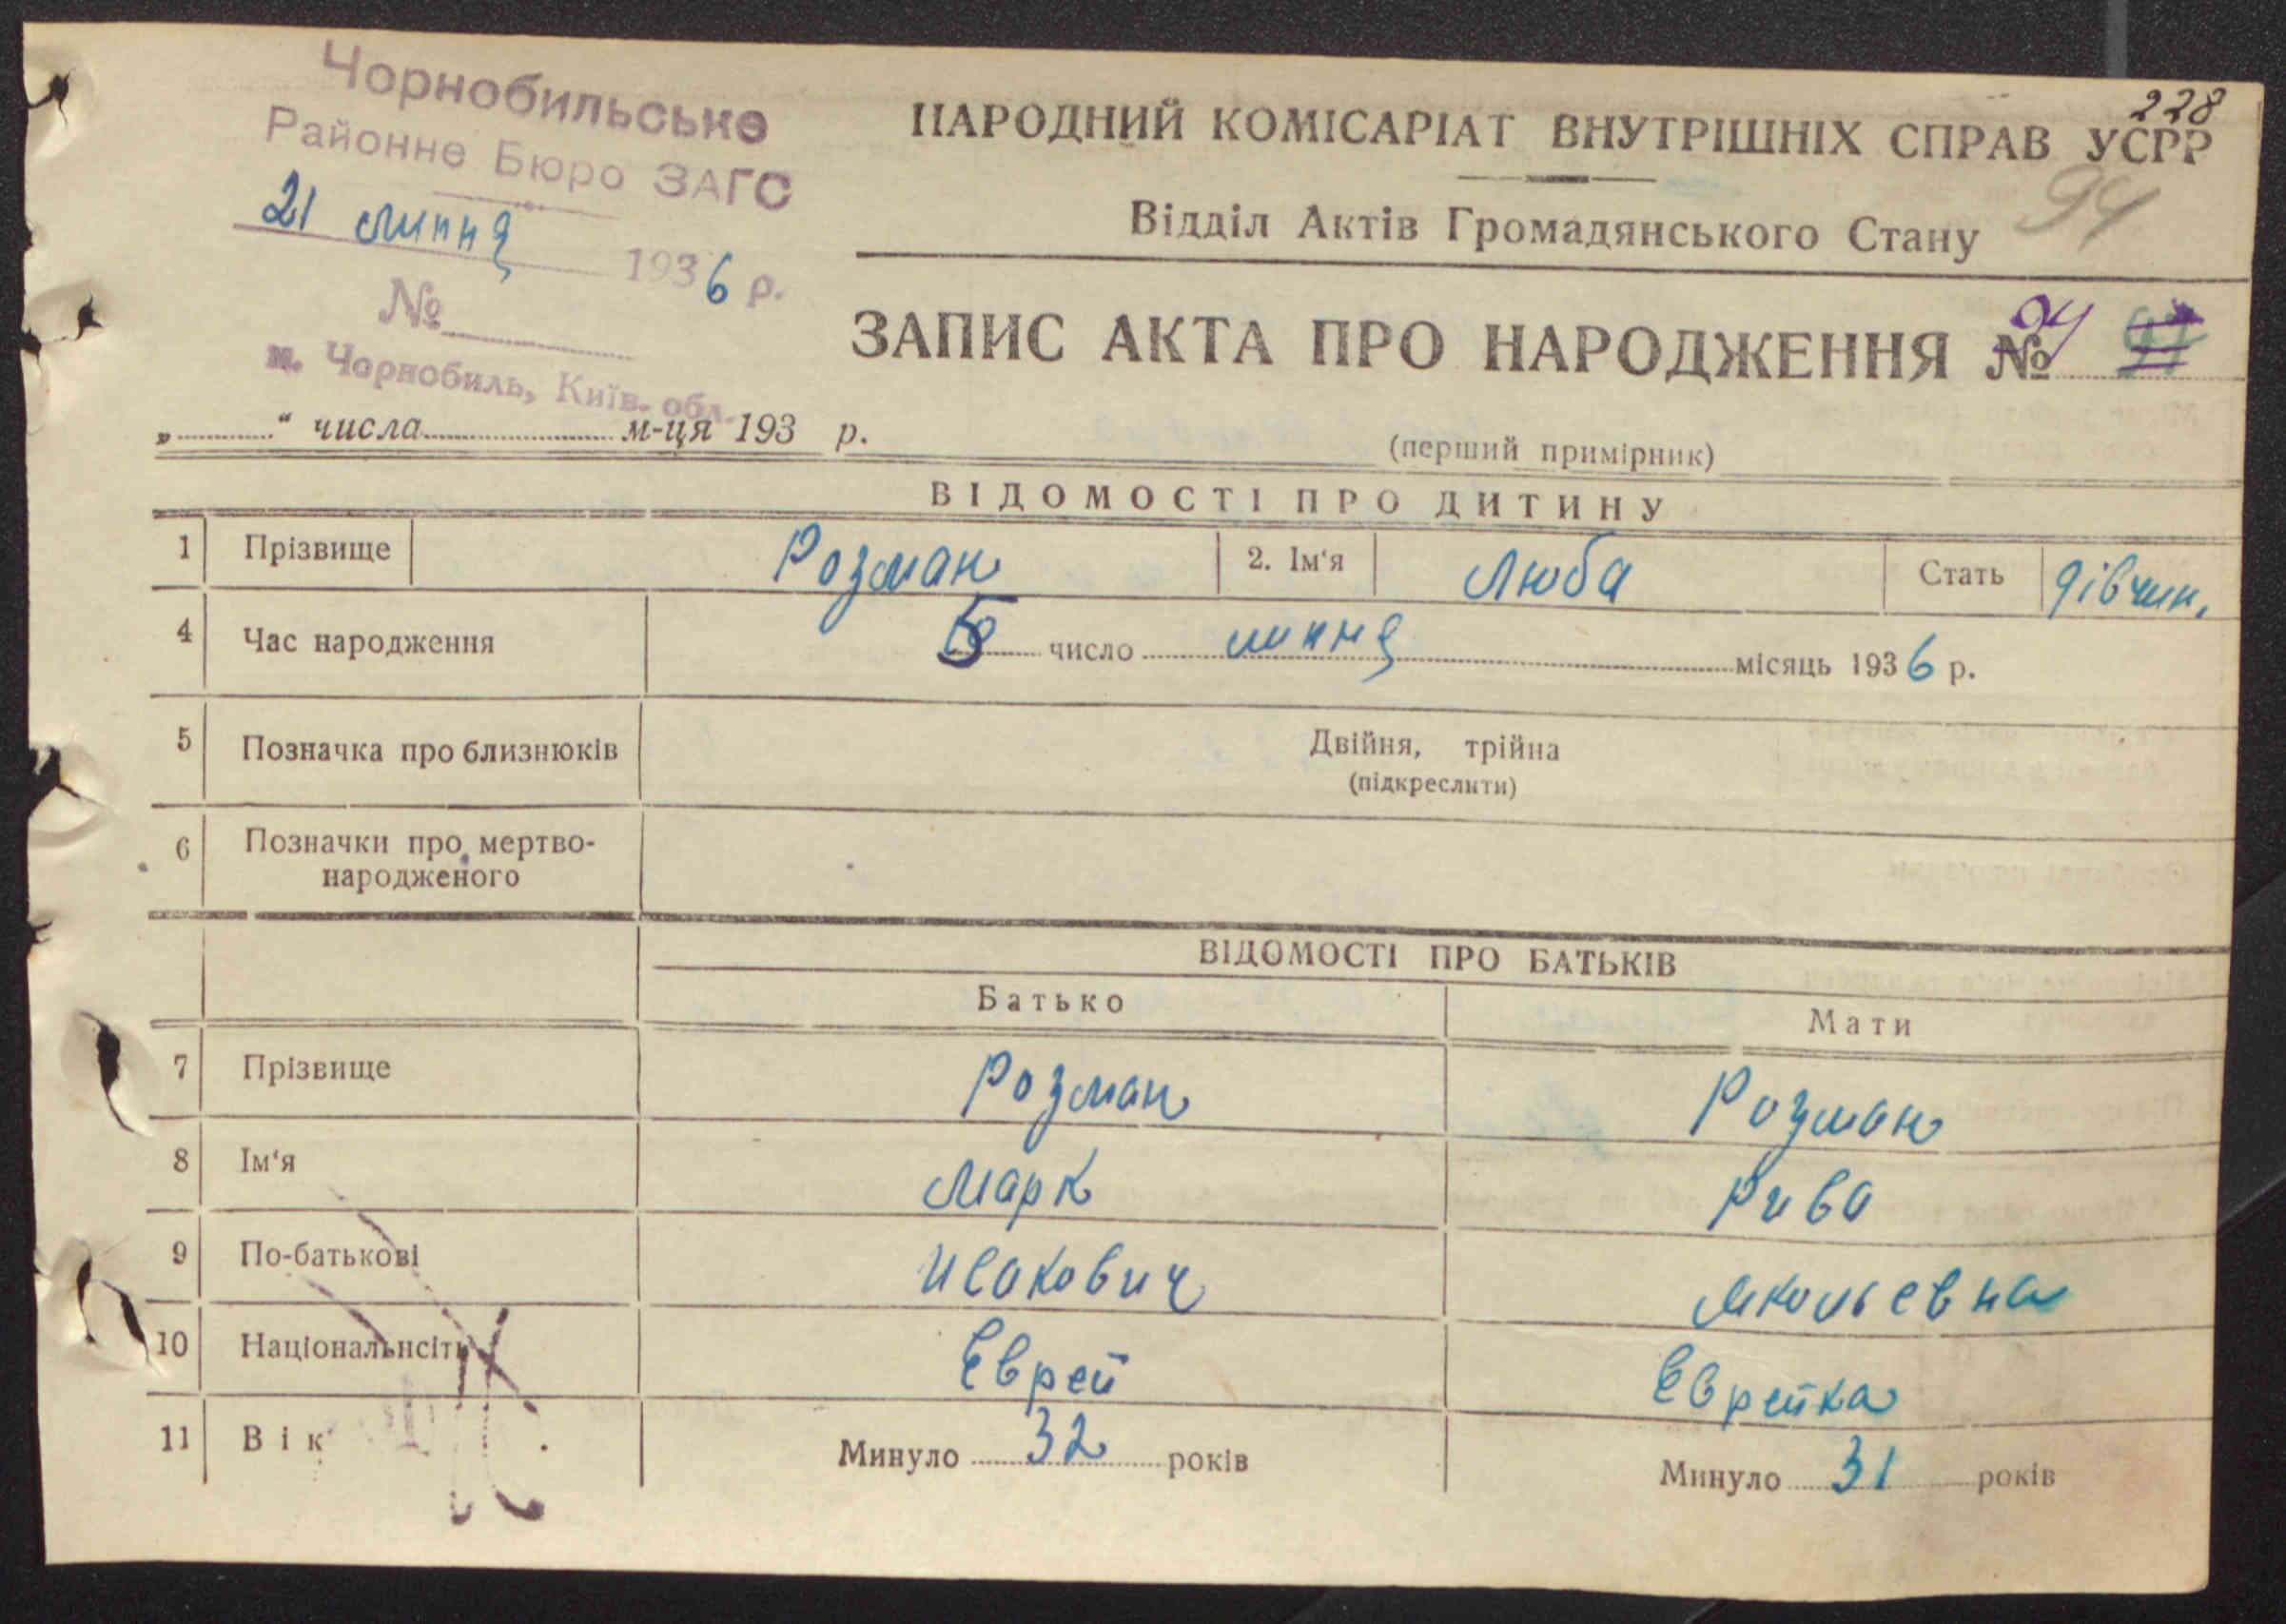 228
Чорнобильське
Районне Бюро ЗАГС
21 липня 1936 р.
№
м. Чорнобиль, Київ. обл.
НАРОДНИЙ КОМІСАРІАТ ВНУТРІШНІХ СПРАВ УСРР
94
Відділ Актів Громадянського Стану
ЗАПИС АКТА ПРО НАРОДЖЕННЯ № 94
„ “ числа м-ця 193 р.
(перший примірник)
ВІДОМОСТІ ПРО ДИТИНУ
1 Прізвище Розман 2. Ім‘я Люба Стать дівчин.
4 Час народження 5 число липня місяць 1936 р.
5 Позначка про близнюків Двійня, трійна
(підкреслити)
6 Позначки про мертво-
народженого
ВІДОМОСТІ ПРО БАТЬКІВ
Батько Мати
7 Прізвище Розман Розман
8 Ім‘я Марк Рива
9 По-батькові Исакович
10 Національнсіть Еврей Еврейка
11 Вік Минуло 32 років Минуло 31 років